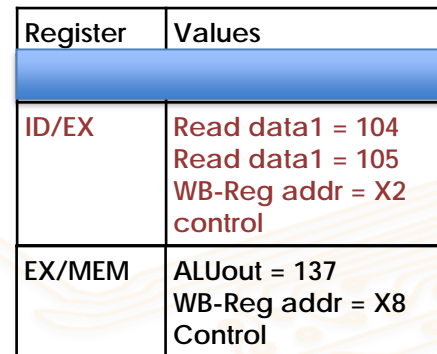 Register Values
ID/EX Read data1 = 104
Read data1 = 105
WB-Reg addr = X2
control
EX/MEM ALUout = 137
WB-Reg addr = X8
Control